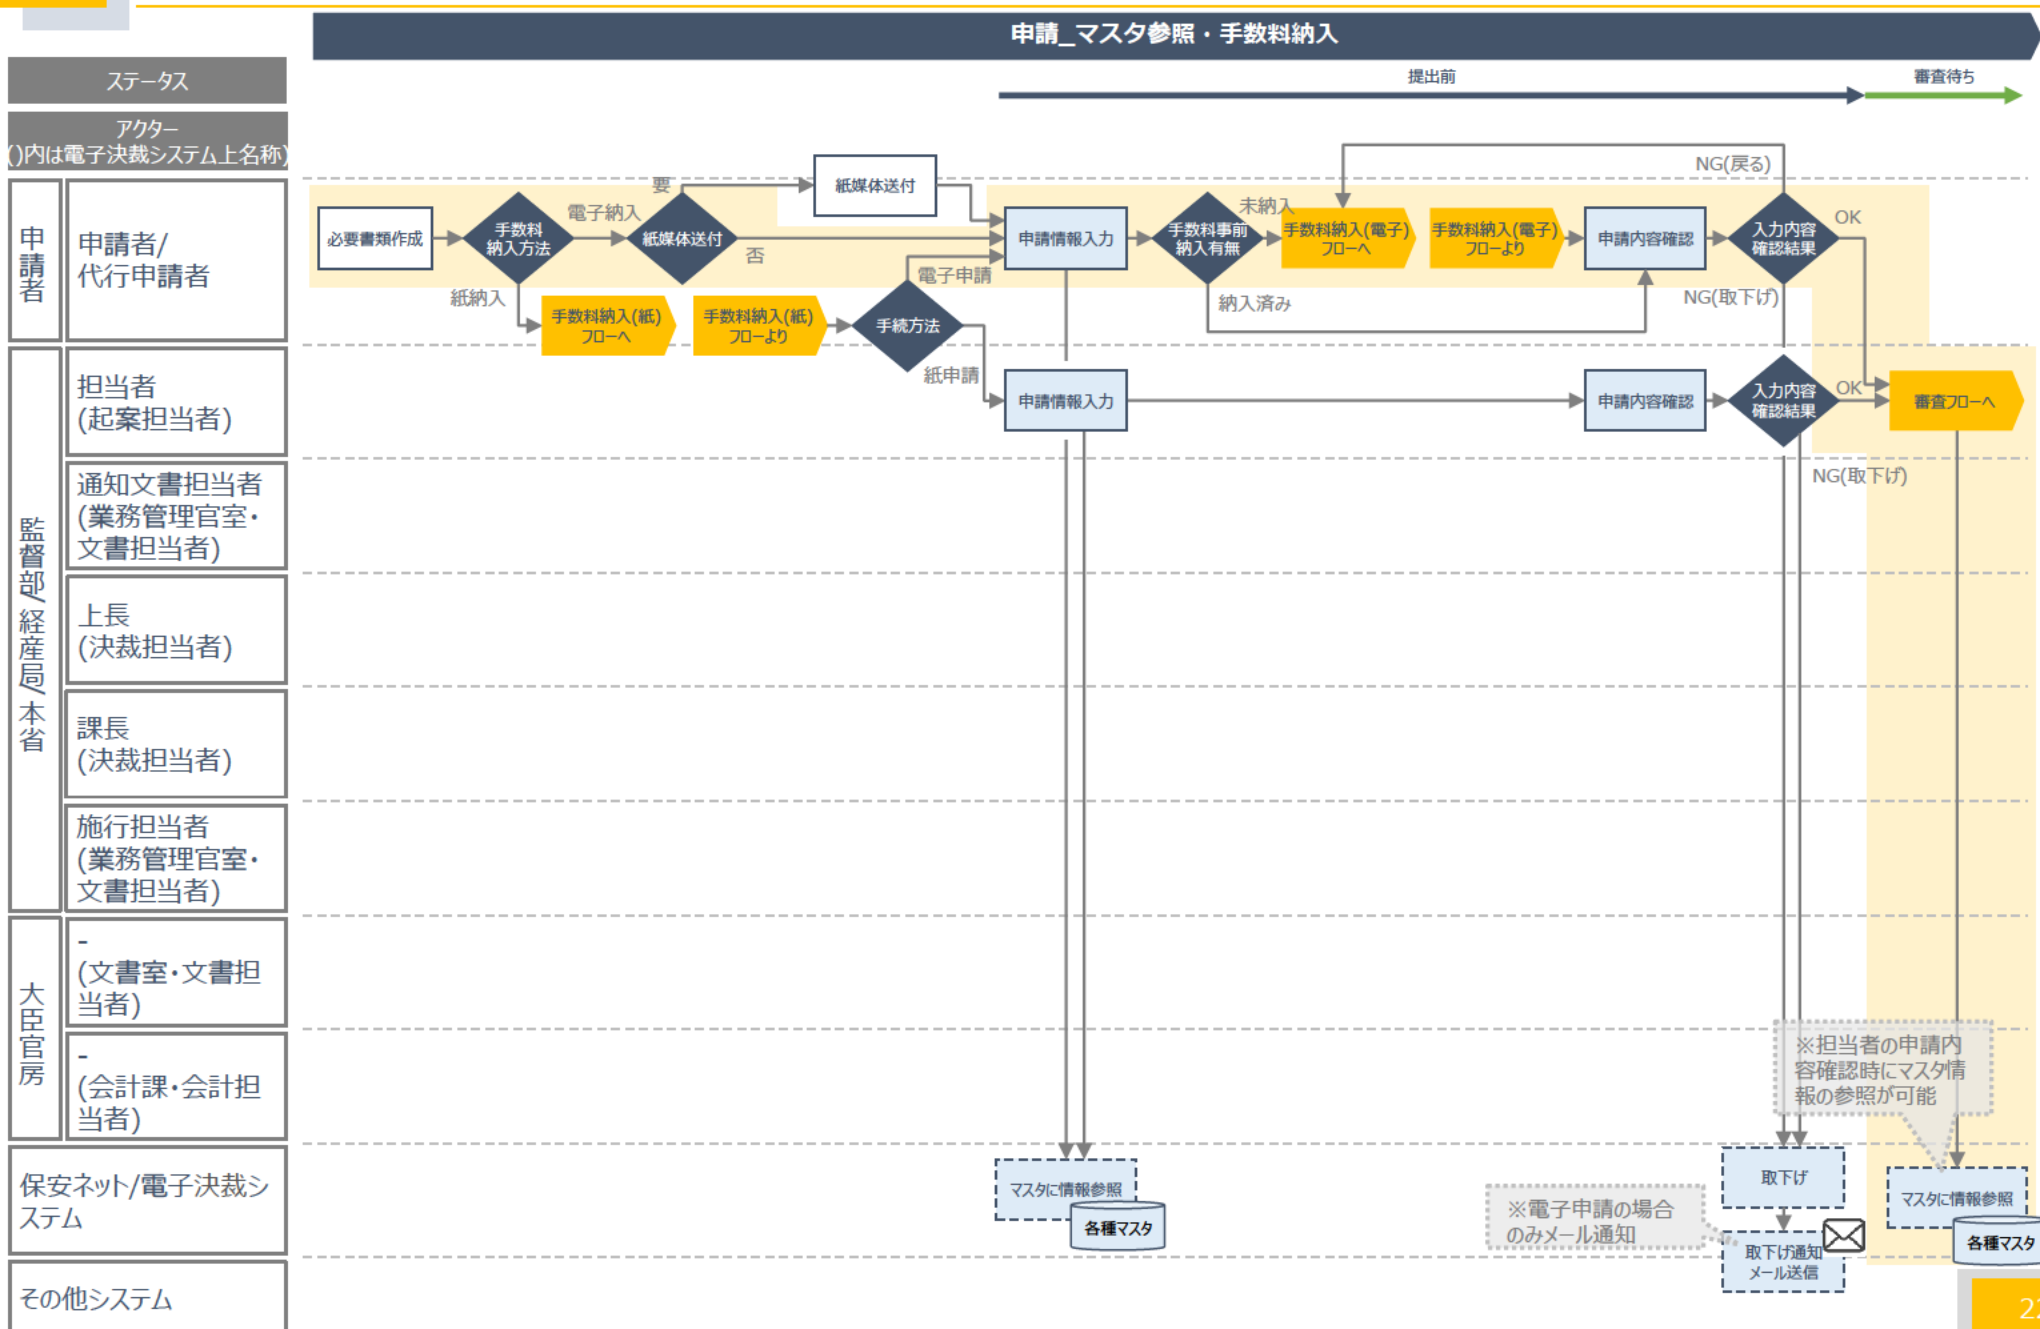 申請_マスタ参照・手数料納入
ステータス
提出前
審査待ち
アクター
()内は電子決裁システム上名称)
申請者
申請者/
代行申請者
必要書類作成
手数料
納入方法
電子納入
紙納入
紙媒体送付
要
否
紙媒体送付
手数料納入(紙)
フローへ
手数料納入(紙)
フローより
手続方法
電子申請
紙申請
申請情報入力
手数料事前
納入有無
未納入
納入済み
手数料納入(電子)
フローへ
手数料納入(電子)
フローより
申請内容確認
入力内容
確認結果
NG(戻る)
OK
NG(取下げ)
監督部/経産局/本省
担当者
(起案担当者)
申請情報入力
申請内容確認
入力内容
確認結果
OK
NG(取下げ)
審査フローへ
通知文書担当者
(業務管理官室・
文書担当者)
上長
(決裁担当者)
課長
(決裁担当者)
施行担当者
(業務管理官室・
文書担当者)
大臣官房
-
(文書室・文書担
当者)
-
(会計課・会計担
当者)
※担当者の申請内
容確認時にマスタ情
報の参照が可能
保安ネット/電子決裁シ
ステム
マスタに情報参照
各種マスタ
※電子申請の場合
のみメール通知
取下げ
取下げ通知
メール送信
マスタに情報参照
各種マスタ
その他システム